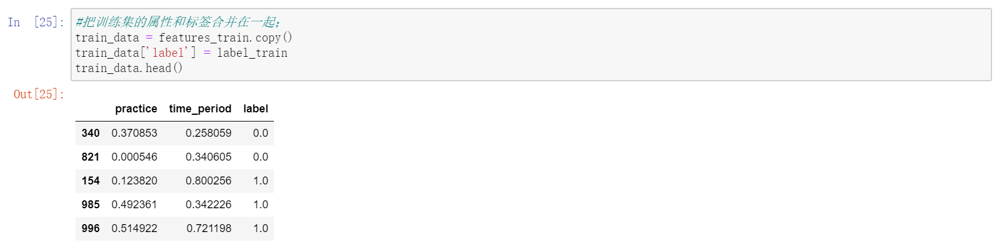 In [25]: #把训练集的属性和标签合并在一起；
train_data = features_train.copy()
train_data['label'] = label_train
train_data.head()
Out[25]:
practice time_period label
340 0.370853 0.258059 0.0
821 0.000546 0.340605 0.0
154 0.123820 0.800256 1.0
985 0.492361 0.342226 1.0
996 0.514922 0.721198 1.0